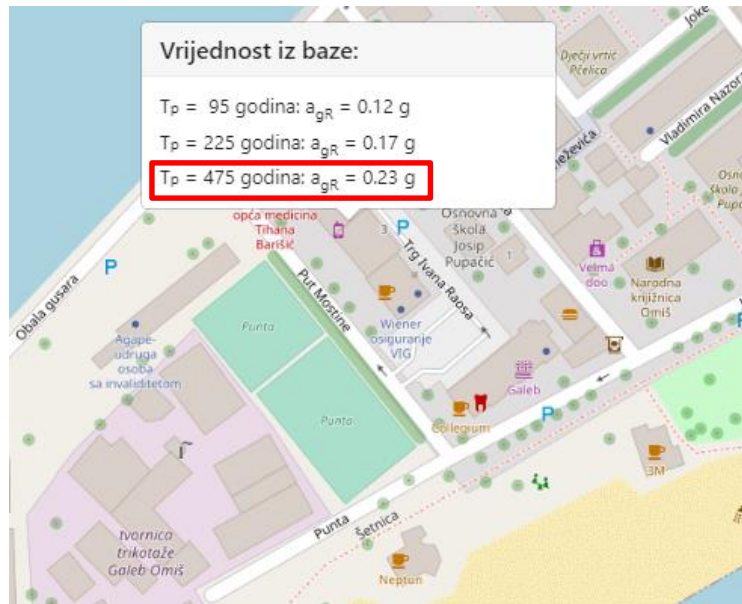 Vrijednost iz baze:
Tp = 95 godina: agR = 0.12 g
Tp = 225 godina: agR = 0.17 g
Tp = 475 godina: agR = 0.23 g
Joke
Dječji vrtić
Pčelica
Vladimira Nazora
opća medicina
Tihana
Barišić
3
P
Osnovna
škola
Josip
Pupačić
1
Trg Ivana Raosa
Velma
doo
Narodna
knjižnica
Omiš
P
Obala gusara
Put Mostine
Punta
Wiener
osiguranje
VIG
Agape-
udruga
osoba
sa invaliditetom
Galeb
Punta
Collegium
P
3M
tvornica
trikotaže
Galeb Omiš
Punta
Šetnica
Neptun